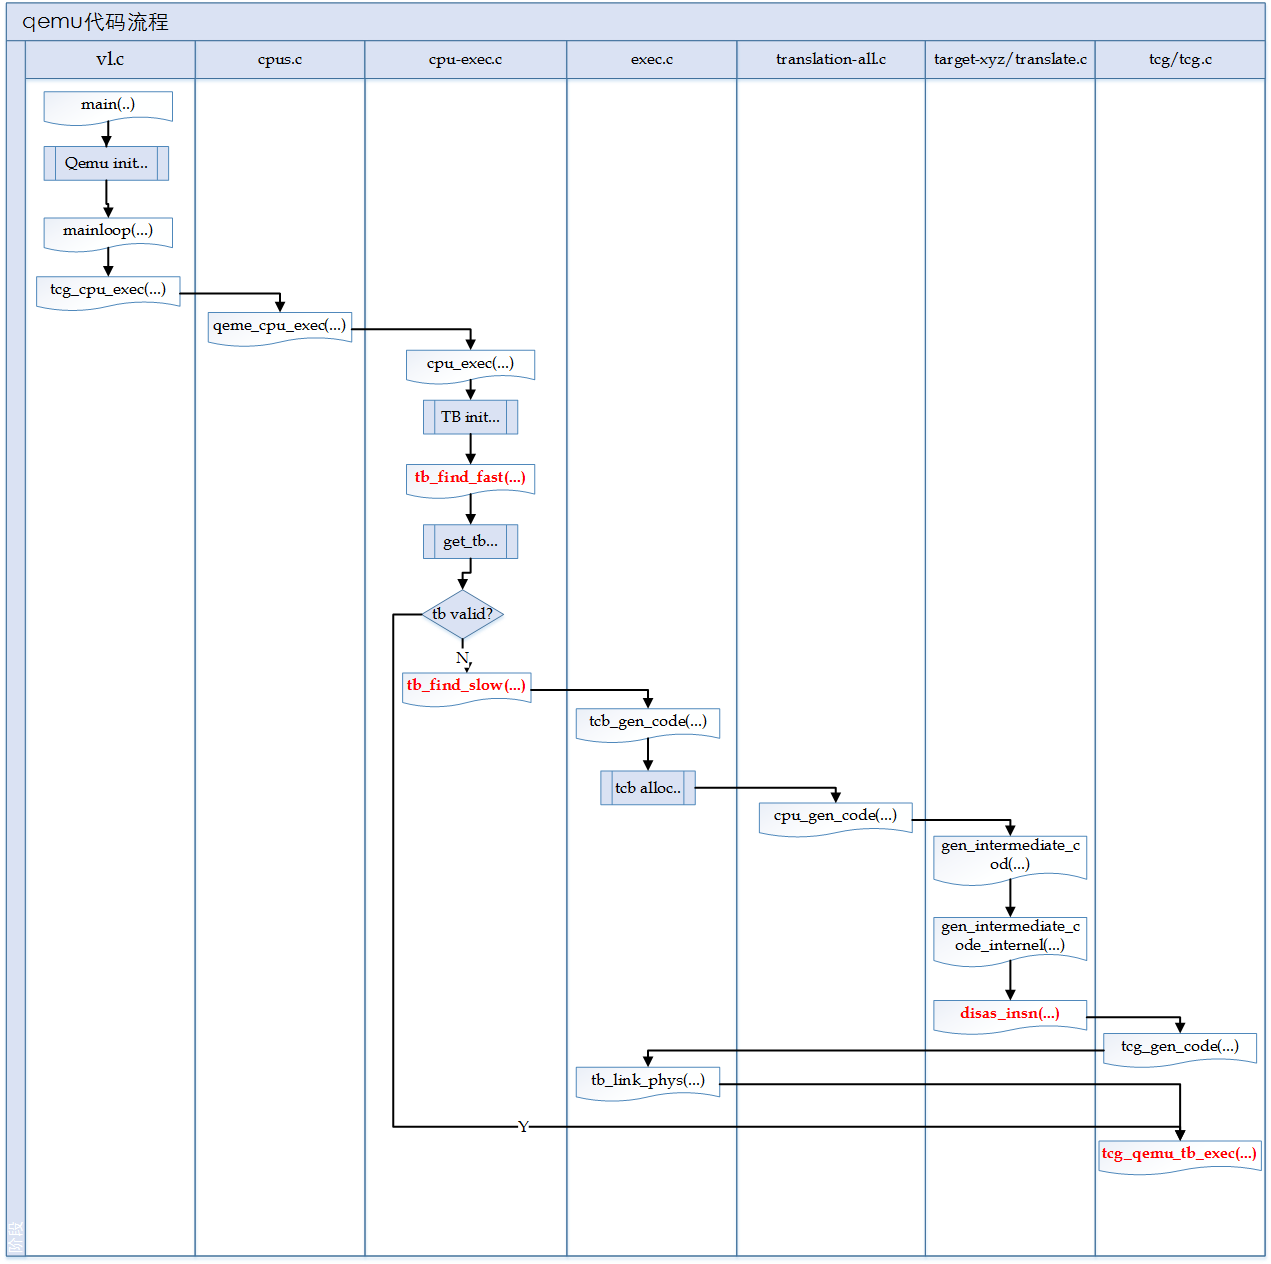 qemu代码流程
vl.c
cpus.c
cpu-exec.c
exec.c
translation-all.c
target-xyz/translate.c
tcg/tcg.c
main(..)
Qemu init...
mainloop(...)
tcg_cpu_exec(...)
qeme_cpu_exec(...)
cpu_exec(...)
TB init...
tb_find_fast(...)
get_tb...
tb valid?
N
tb_find_slow(...)
tcb_gen_code(...)
tcb alloc..
cpu_gen_code(...)
gen_intermediate_c
od(...)
gen_intermediate_c
ode_internel(...)
disas_insn(...)
tcg_gen_code(...)
tb_link_phys(...)
Y
tcg_qemu_tb_exec(...)
阶段